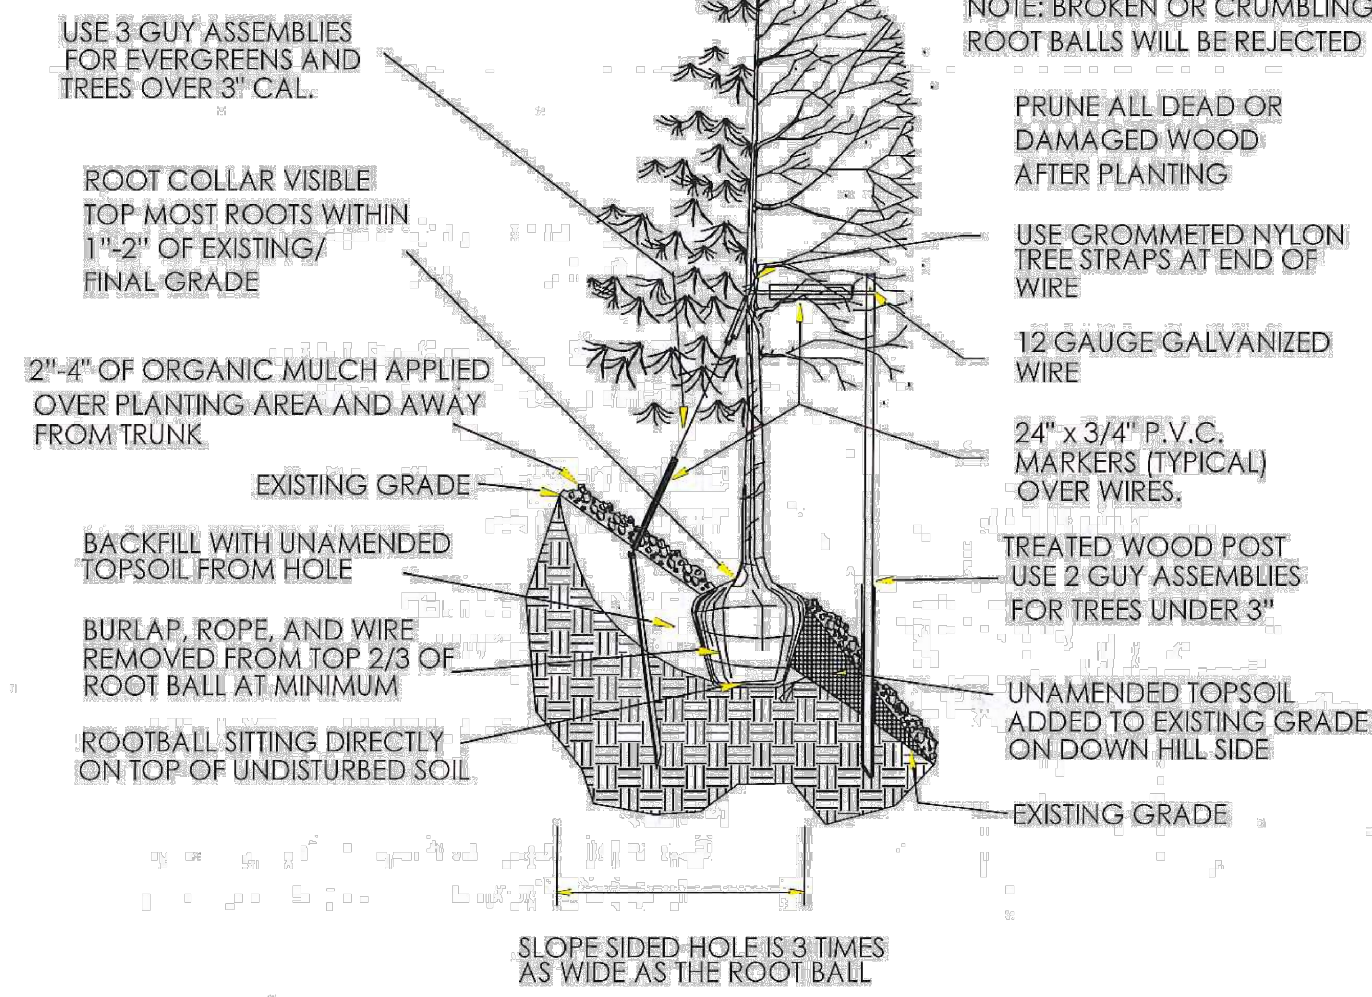 USE 3 GUY ASSEMBLIES
FOR EVERGREENS AND
TREES OVER 3" CAL.
ROOT COLLAR VISIBLE
TOP MOST ROOTS WITHIN
1"-2" OF EXISTING/
FINAL GRADE
2"-4" OF ORGANIC MULCH APPLIED
OVER PLANTING AREA AND AWAY
FROM TRUNK
EXISTING GRADE
BACKFILL WITH UNAMENDED
TOPSOIL FROM HOLE
BURLAP, ROPE, AND WIRE
REMOVED FROM TOP 2/3 OF
ROOT BALL AT MINIMUM
ROOTBALL SITTING DIRECTLY
ON TOP OF UNDISTURBED SOIL
NOTE: BROKEN OR CRUMBLING
ROOT BALLS WILL BE REJECTED
PRUNE ALL DEAD OR
DAMAGED WOOD
AFTER PLANTING
USE GROMMETED NYLON
TREE STRAPS AT END OF
WIRE
12 GAUGE GALVANIZED
WIRE
24" x 3/4" P.V.C.
MARKERS (TYPICAL)
OVER WIRES.
TREATED WOOD POST
USE 2 GUY ASSEMBLIES
FOR TREES UNDER 3"
UNAMENDED TOPSOIL
ADDED TO EXISTING GRADE
ON DOWN HILL SIDE
EXISTING GRADE
SLOPE SIDED HOLE IS 3 TIMES
AS WIDE AS THE ROOT BALL